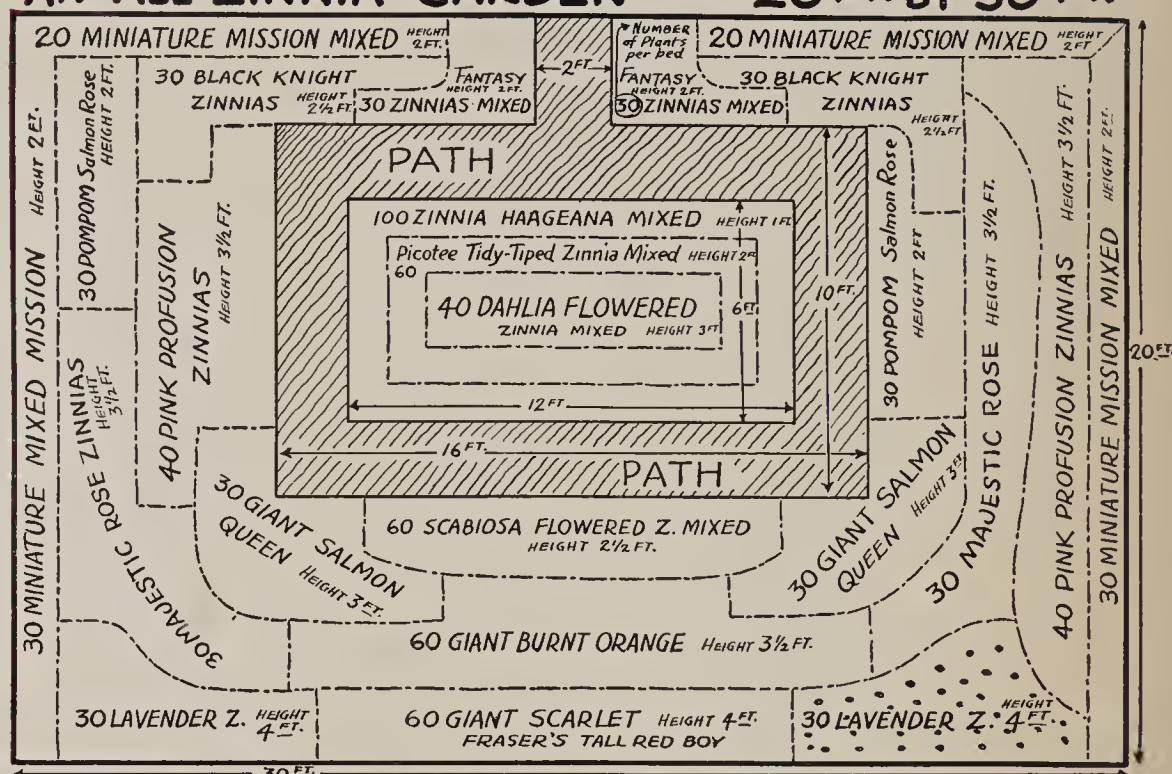 AN ALL ZINNIA GARDEN 20 FT. BY 30 FT.
20 MINIATURE MISSION MIXED HEIGHT 2 FT.
2 FT
NUMBER of Plants per bed
20 MINIATURE MISSION MIXED HEIGHT 2 FT
30 BLACK KNIGHT
ZINNIAS HEIGHT 2½ FT.
FANTASY
HEIGHT 2 FT.
30 ZINNIAS MIXED
FANTASY
HEIGHT 2 FT.
30 ZINNIAS MIXED
30 BLACK KNIGHT
ZINNIAS
HEIGHT 2½ FT
30 MINIATURE MIXED MISSION HEIGHT 2 FT.
30 POMPOM Salmon Rose
HEIGHT 2 FT.
40 PINK PROFUSION
ZINNIAS HEIGHT 3½ FT.
30 MAJESTIC ROSE ZINNIAS
HEIGHT 3½ FT.
PATH
100 ZINNIA HAAGEANA MIXED HEIGHT 1 FT.
Picotee Tidy-Tiped Zinnia Mixed HEIGHT 2 FT
60
40 DAHLIA FLOWERED
ZINNIA MIXED HEIGHT 3 FT
6 FT
10 FT.
12 FT
16 FT.
PATH
30 POMPOM Salmon Rose
HEIGHT 2 FT
30 MAJESTIC ROSE HEIGHT 3½ FT.
40 PINK PROFUSION ZINNIAS HEIGHT 3½ FT.
30 MINIATURE MISSION MIXED HEIGHT 2 FT.
20 FT.
30 GIANT SALMON
QUEEN HEIGHT 3 FT.
60 SCABIOSA FLOWERED Z. MIXED
HEIGHT 2½ FT.
30 GIANT SALMON
QUEEN HEIGHT 3 FT.
60 GIANT BURNT ORANGE HEIGHT 3½ FT.
30 LAVENDER Z. HEIGHT 4 FT.
60 GIANT SCARLET HEIGHT 4 FT.
FRASER'S TALL RED BOY
30 LAVENDER Z. HEIGHT 4 FT.
30 FT.